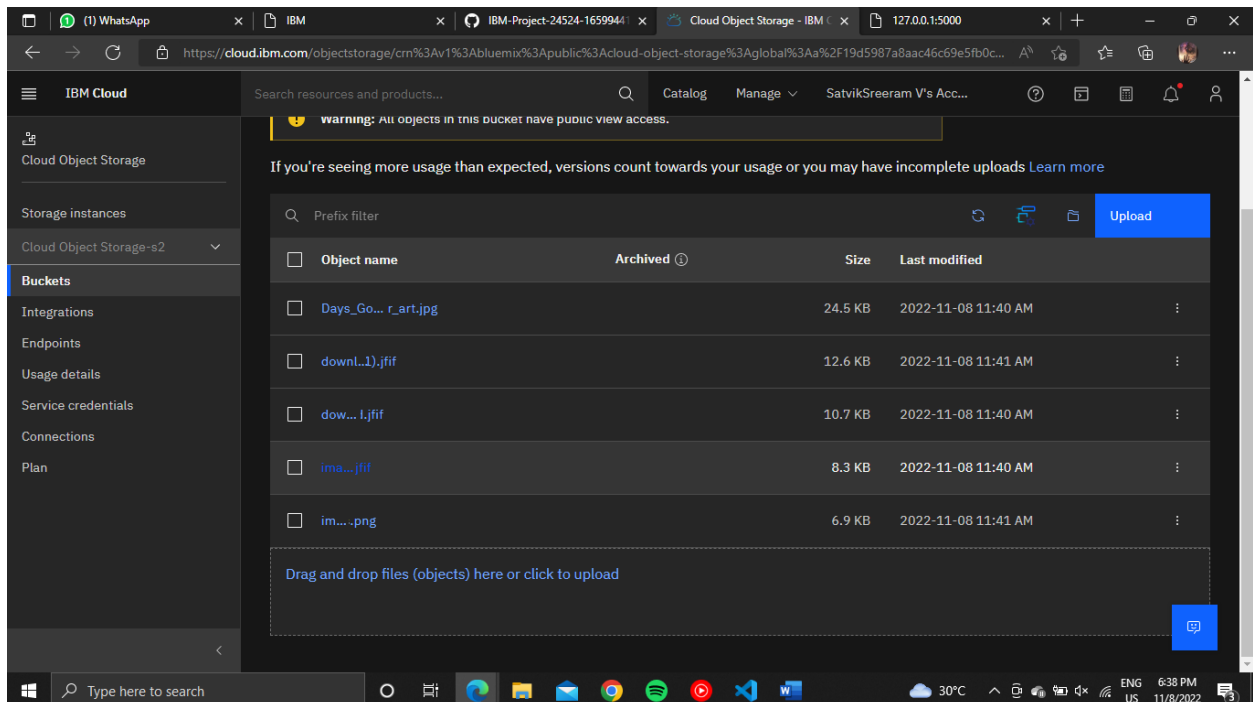 (1) WhatsApp
IBM
IBM-Project-24524-16599441
Cloud Object Storage - IBM C
127.0.0.1:5000
https://cloud.ibm.com/objectstorage/crn%3Av1%3Abluemix%3Apublic%3Acloud-object-storage%3Aglobal%3Aa%2F19d5987a8aac46c69e5fb0c...
IBM Cloud
Search resources and products...
Catalog
Manage
SatvikSreeram V's Acc...
Warning: All objects in this bucket have public view access.
Cloud Object Storage
If you're seeing more usage than expected, versions count towards your usage or you may have incomplete uploads Learn more
Storage instances
Cloud Object Storage-s2
Buckets
Integrations
Endpoints
Usage details
Service credentials
Connections
Plan
Prefix filter
Upload
Object name Archived Size Last modified
Days_Go... r_art.jpg 24.5 KB 2022-11-08 11:40 AM
downl...1).jfif 12.6 KB 2022-11-08 11:41 AM
dow... l.jfif 10.7 KB 2022-11-08 11:40 AM
ima....jfif 8.3 KB 2022-11-08 11:40 AM
im.....png 6.9 KB 2022-11-08 11:41 AM
Drag and drop files (objects) here or click to upload
Type here to search
30°C
ENG
US
6:38 PM
11/8/2022
3